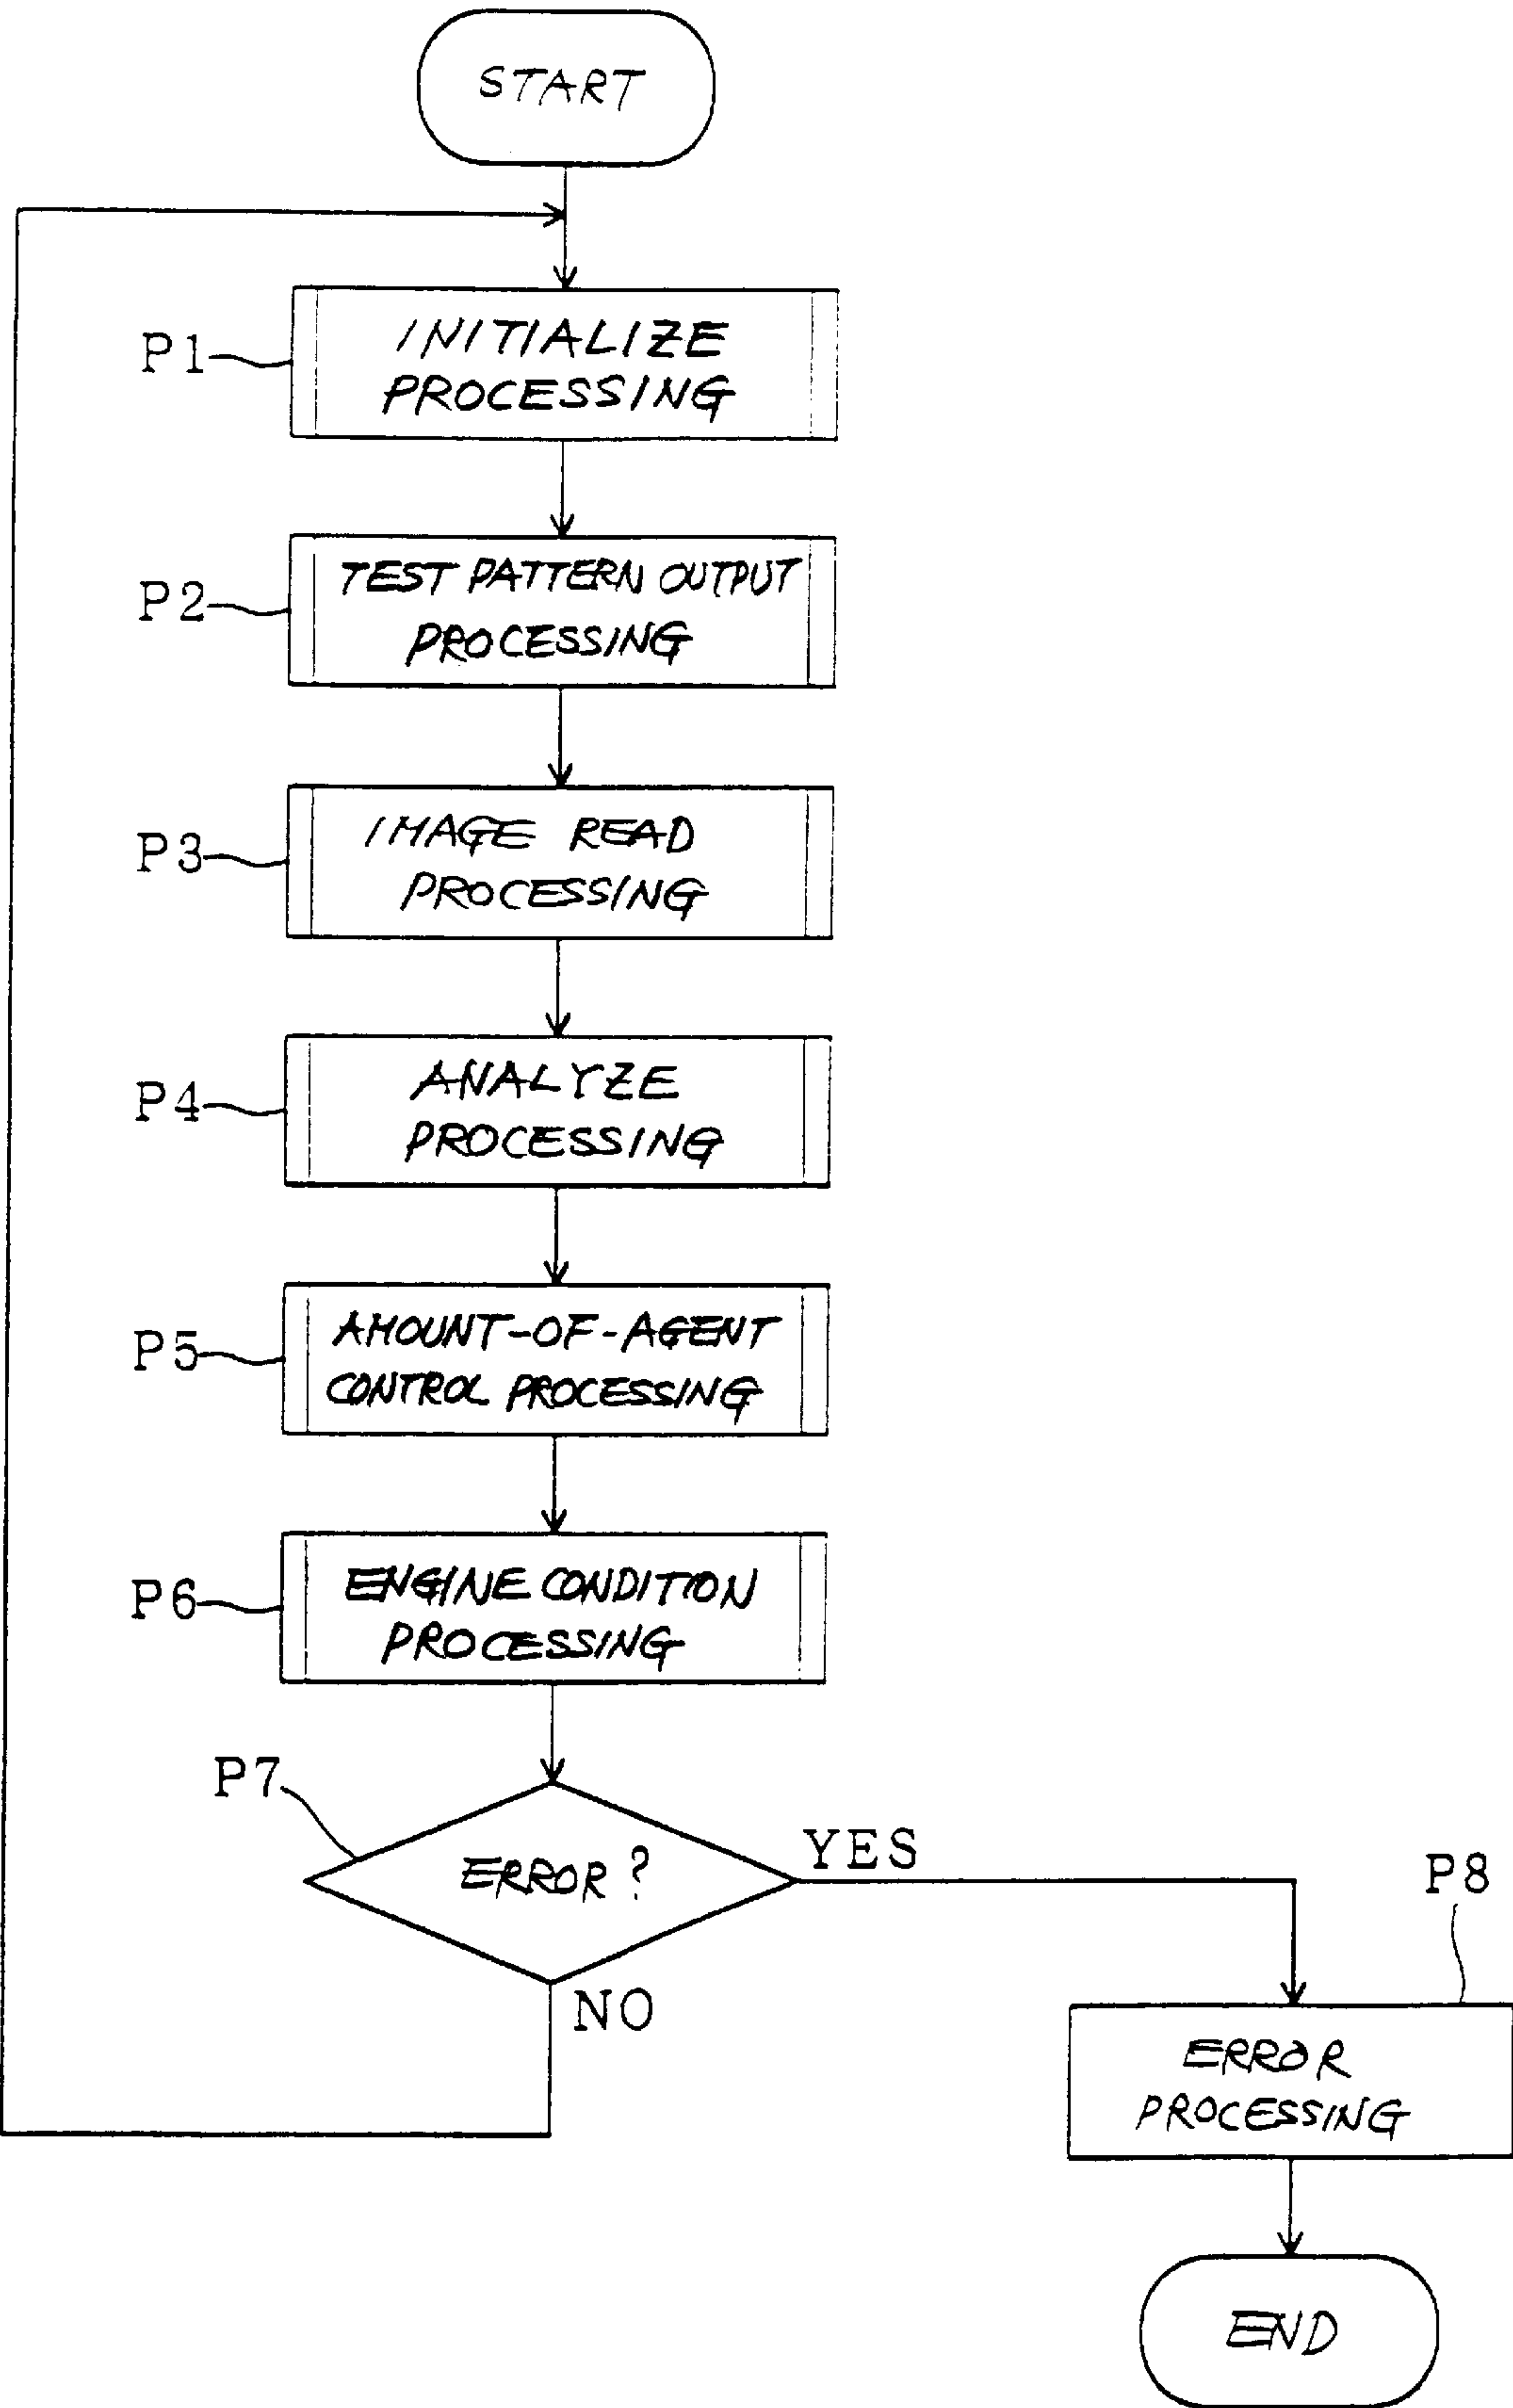 START
P1
INITIALIZE
PROCESSING
P2
TEST PATTERN OUTPUT
PROCESSING
P3
IMAGE READ
PROCESSING
P4
ANALYZE
PROCESSING
P5
AMOUNT-OF-AGENT
CONTROL PROCESSING
P6
ENGINE CONDITION
PROCESSING
P7
ERROR?
YES
NO
P8
ERROR
PROCESSING
END